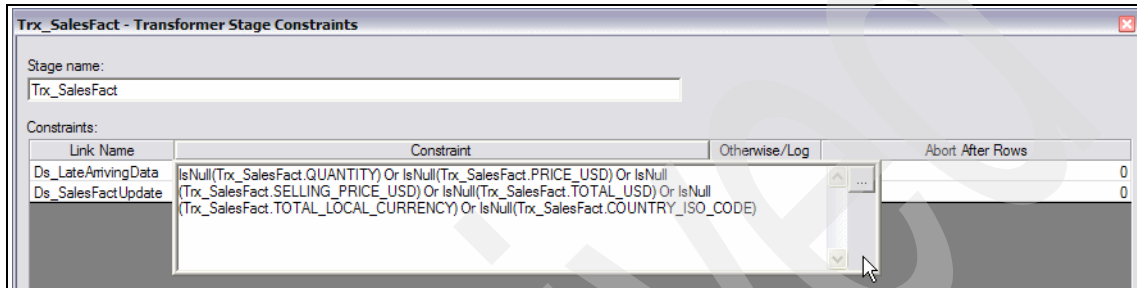 Trx_SalesFact - Transformer Stage Constraints
Stage name:
Trx_SalesFact
Constraints:
Link Name Constraint Otherwise/Log Abort After Rows
Ds_LateArrivingData IsNull(Trx_SalesFact.QUANTITY) Or IsNull(Trx_SalesFact.PRICE_USD) Or IsNull ... 0
Ds_SalesFactUpdate (Trx_SalesFact.SELLING_PRICE_USD) Or IsNull(Trx_SalesFact.TOTAL_USD) Or IsNull 0
(Trx_SalesFact.TOTAL_LOCAL_CURRENCY) Or IsNull(Trx_SalesFact.COUNTRY_ISO_CODE)